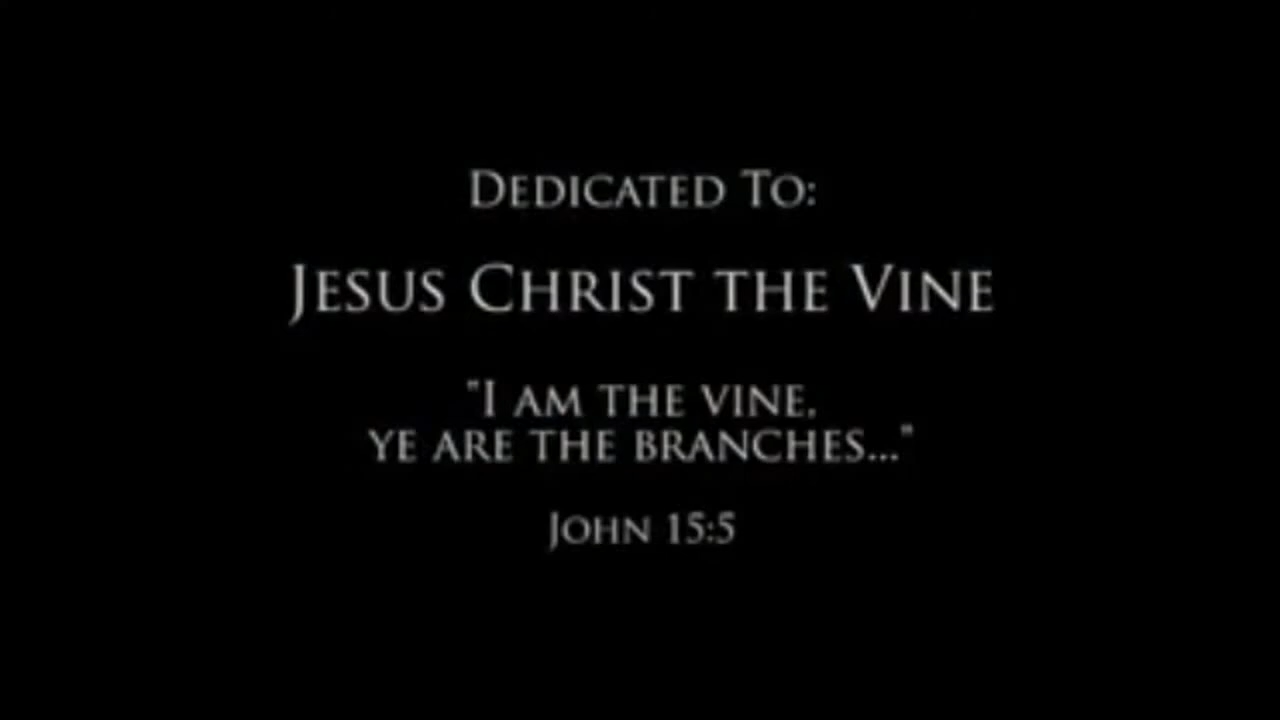 Dedicated To:
Jesus Christ the Vine
"I am the vine,
ye are the branches..."
John 15:5